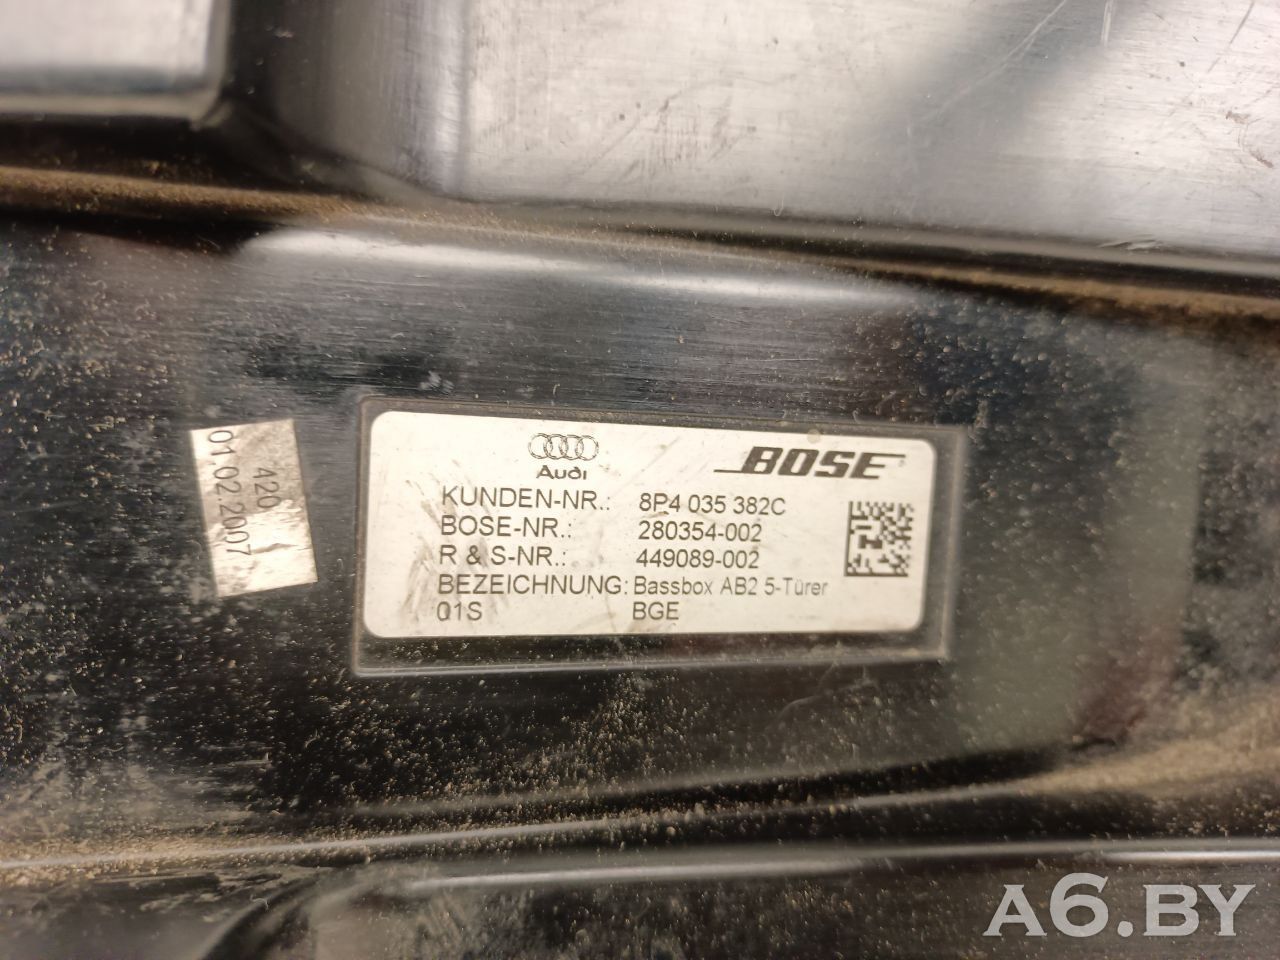 420
01.02.2007
Audi
BOSE
KUNDEN-NR.: 8P4 035 382C
BOSE-NR.: 280354-002
R & S-NR.: 449089-002
BEZEICHNUNG: Bassbox AB2 5-Türer
01S BGE
A6.BY